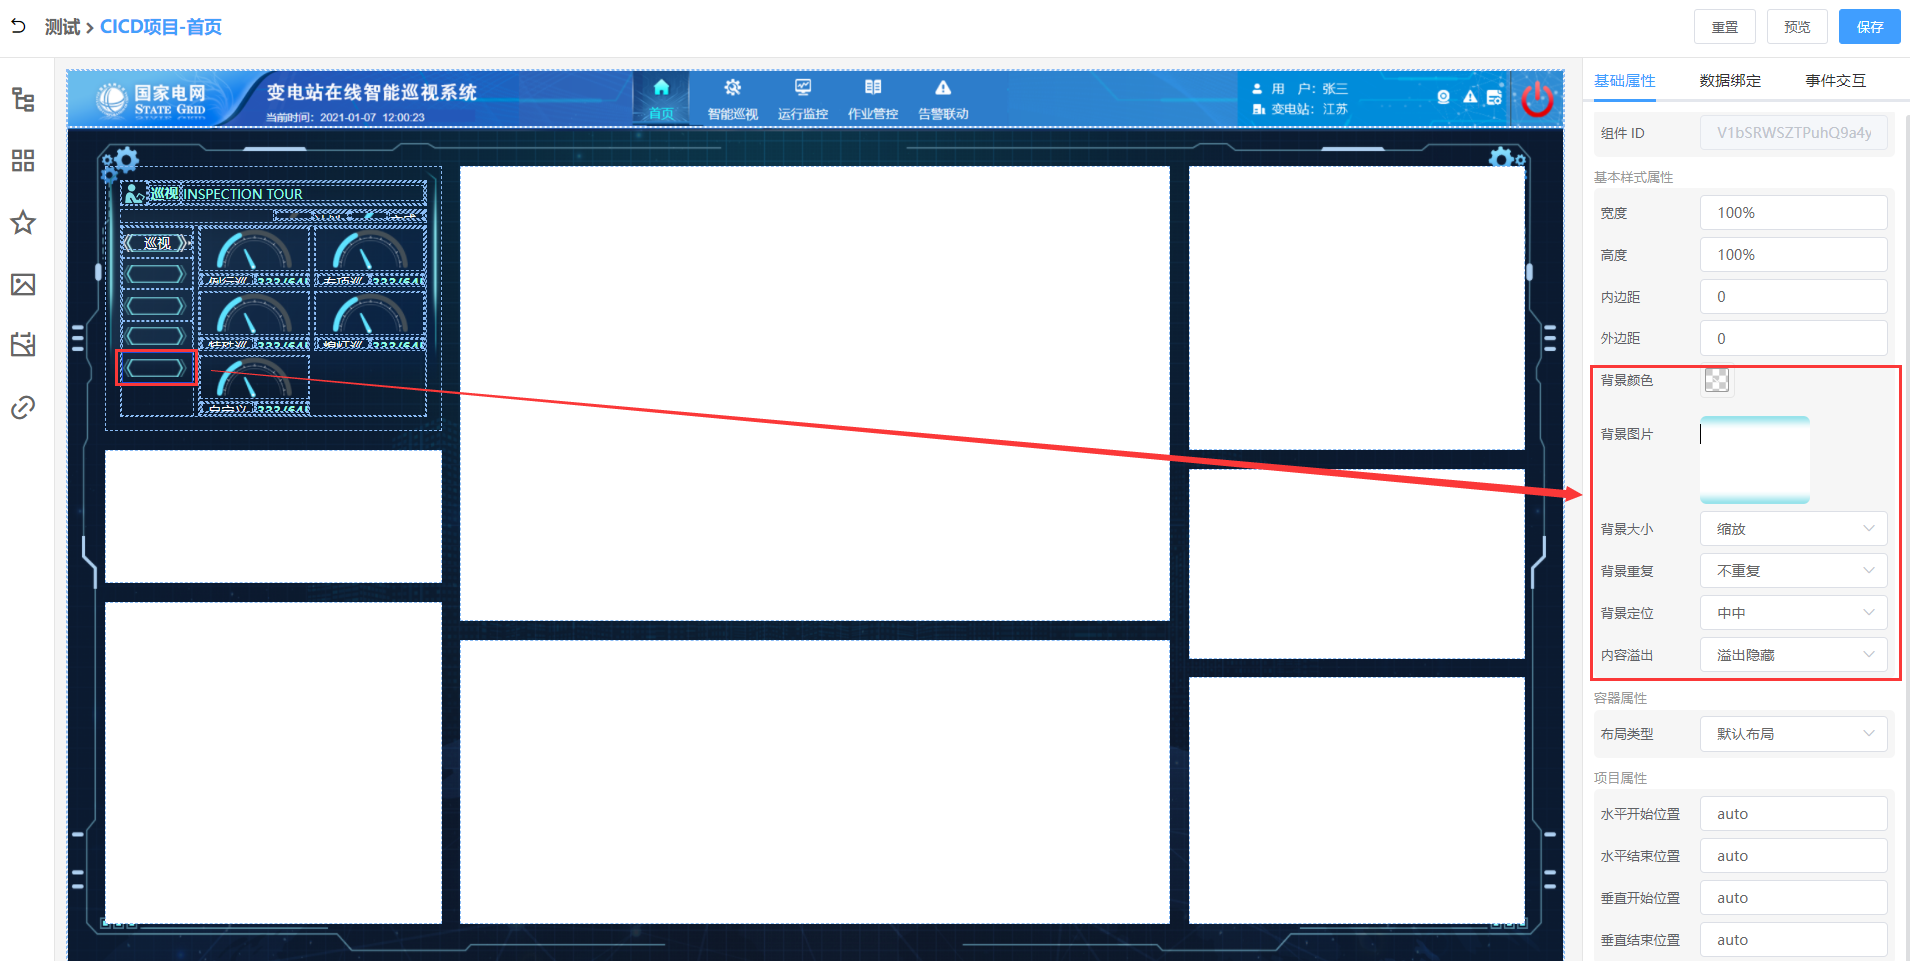 测试 > CICD项目-首页
重置 预览 保存
国家电网
STATE GRID
变电站在线智能巡视系统
当前时间：2021-01-07 12:00:23
首页 智能巡视 运行监控 作业管控 告警联动
用 户：张三
变电站：江苏
巡视 INSPECTION TOUR
巡视
基础属性 数据绑定 事件交互
组件 ID V1bSRWSZTPuhQ9a4y
基本样式属性
宽度 100%
高度 100%
内边距 0
外边距 0
背景颜色
背景图片
背景大小 缩放
背景重复 不重复
背景定位 中中
内容溢出 溢出隐藏
容器属性
布局类型 默认布局
项目属性
水平开始位置 auto
水平结束位置 auto
垂直开始位置 auto
垂直结束位置 auto